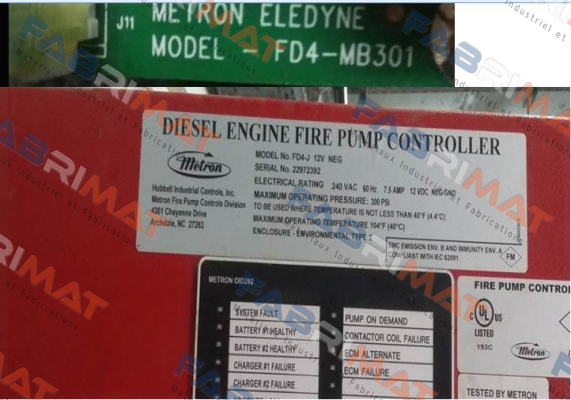 J11
METRON ELEDYNE
MODEL FD4-MB301
DIESEL ENGINE FIRE PUMP CONTROLLER
Metron
MODEL No. FD4-J 12V NEG
SERIAL No. 22972392
ELECTRICAL RATING 240 VAC 60 Hz. 7.5 AMP 12 VDC NEG GND
MAXIMUM OPERATING PRESSURE: 300 PSI
TO BE USED WHERE TEMPERATURE IS NOT LESS THAN 40°F (4.4°C)
MAXIMUM OPERATING TEMPERATURE 104°F (40°C)
ENCLOSURE - ENVIRONMENTAL TYPE 2
Hubbell Industrial Controls, Inc.
Metron Fire Pump Controls Division
4301 Cheyenne Drive
Archdale, NC 27263
TMC EMISSION ENV. B AND IMMUNITY ENV. A
COMPLIANT WITH IEC 62091
FM
METRON OID292
SYSTEM FAULT
BATTERY #1 HEALTHY
BATTERY #2 HEALTHY
CHARGER #1 FAILURE
CHARGER #2 FAILURE
PUMP ON DEMAND
CONTACTOR COIL FAILURE
ECM ALTERNATE
ECM FAILURE
FIRE PUMP CONTRO
C UL US
LISTED
193C
Metron
TESTED BY METRON
FABRIMAT